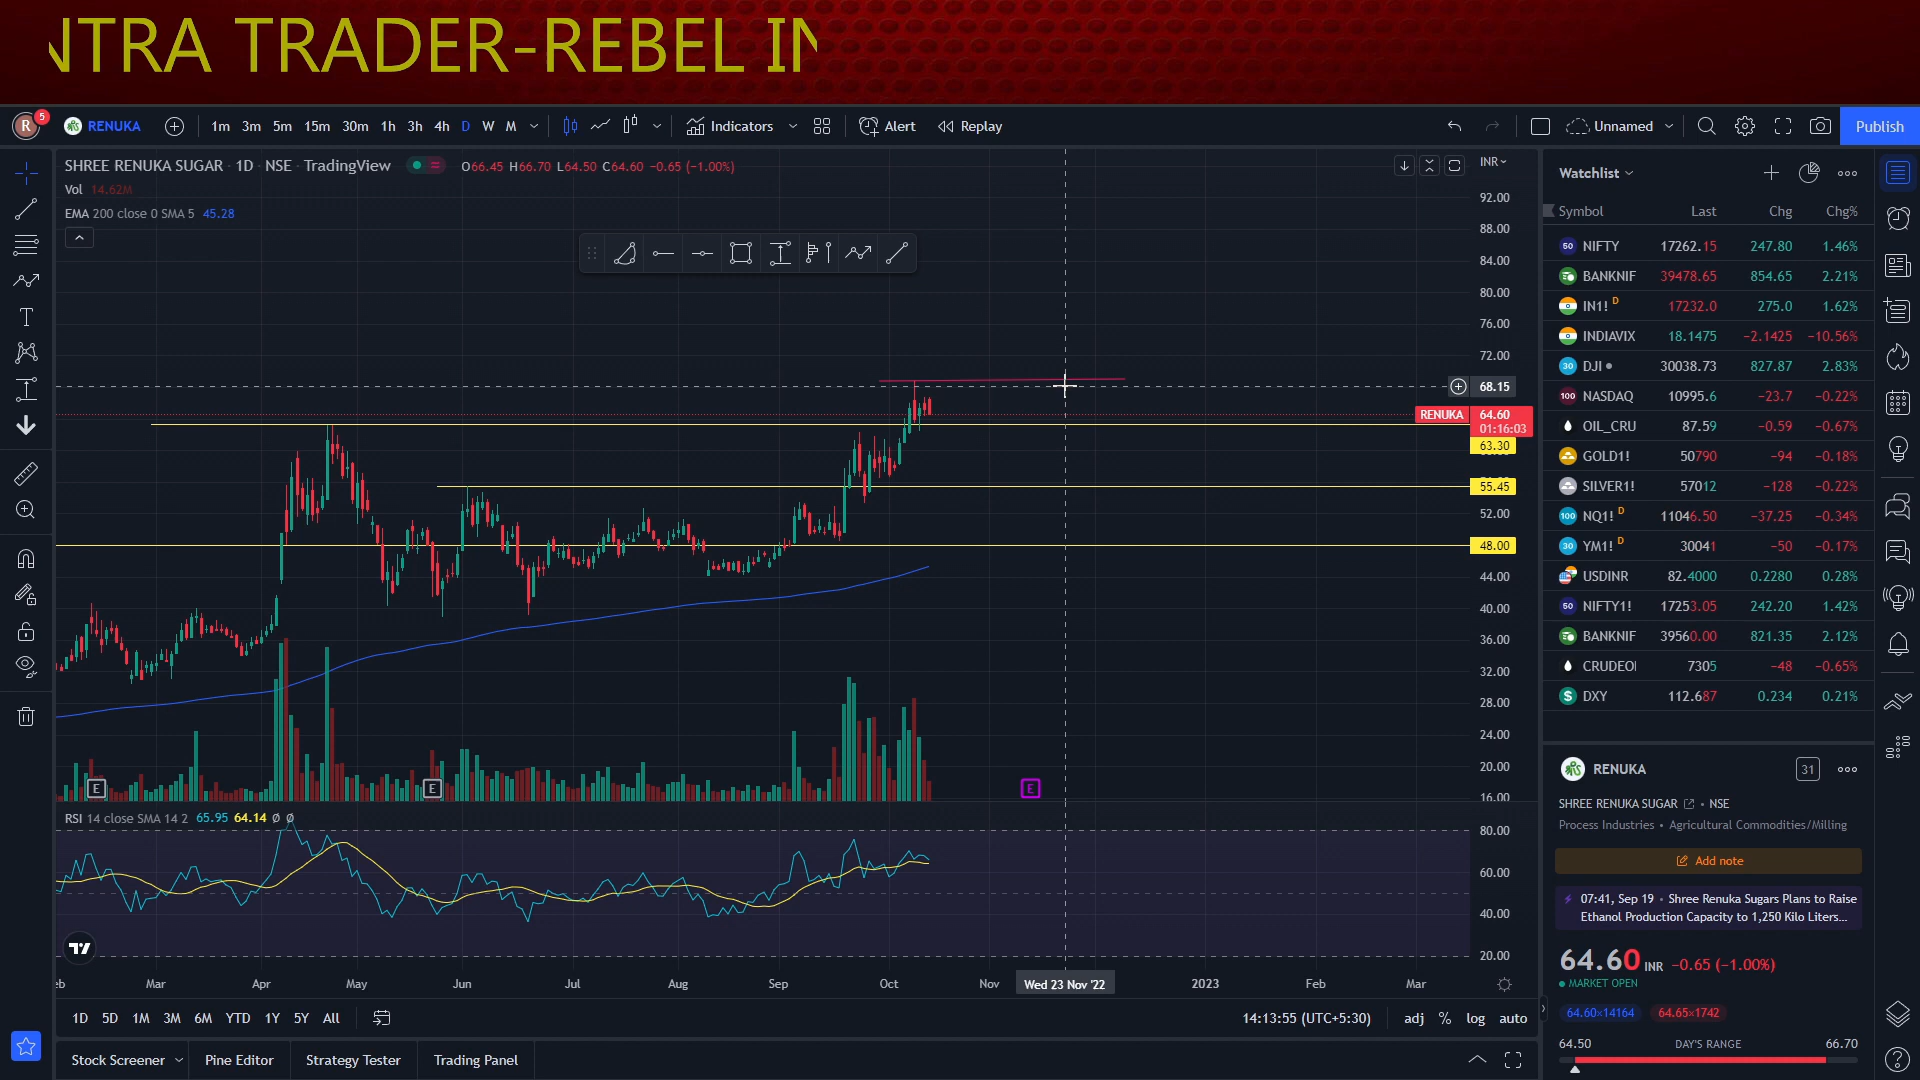 NTRA TRADER-REBEL IN
R 5 RENUKA 1m 3m 5m 15m 30m 1h 3h 4h D W M Indicators Alert Replay Unnamed Publish
SHREE RENUKA SUGAR · 1D · NSE · TradingView O66.45 H66.70 L64.50 C64.60 −0.65 (−1.00%)
Vol 14.62M
EMA 200 close 0 SMA 5 45.28
INR
92.00
88.00
84.00
80.00
76.00
72.00
68.15
RENUKA 64.60
01:16:03
63.30
55.45
52.00
48.00
44.00
40.00
36.00
32.00
28.00
24.00
20.00
16.00
E E E
RSI 14 close SMA 14 2 65.95 64.14 Ø Ø
80.00
60.00
40.00
20.00
eb Mar Apr May Jun Jul Aug Sep Oct Nov Wed 23 Nov '22 2023 Feb Mar
1D 5D 1M 3M 6M YTD 1Y 5Y All 14:13:55 (UTC+5:30) adj % log auto
Stock Screener Pine Editor Strategy Tester Trading Panel
Watchlist
Symbol Last Chg Chg%
50 NIFTY 17262.15 247.80 1.46%
BANKNIF 39478.65 854.65 2.21%
IN1! D 17232.0 275.0 1.62%
INDIAVIX 18.1475 −2.1425 −10.56%
30 DJI 30038.73 827.87 2.83%
100 NASDAQ 10995.6 −23.7 −0.22%
OIL_CRU 87.59 −0.59 −0.67%
GOLD1! 50790 −94 −0.18%
SILVER1! 57012 −128 −0.22%
100 NQ1! D 11046.50 −37.25 −0.34%
30 YM1! D 30041 −50 −0.17%
USDINR 82.4000 0.2280 0.28%
50 NIFTY1! 17253.05 242.20 1.42%
BANKNIF 39560.00 821.35 2.12%
CRUDEOI 7305 −48 −0.65%
$ DXY 112.687 0.234 0.21%
RENUKA 31
SHREE RENUKA SUGAR • NSE
Process Industries • Agricultural Commodities/Milling
Add note
07:41, Sep 19 • Shree Renuka Sugars Plans to Raise
Ethanol Production Capacity to 1,250 Kilo Liters...
64.60 INR −0.65 (−1.00%)
MARKET OPEN
64.60×14164 64.65×1742
64.50 DAY'S RANGE 66.70